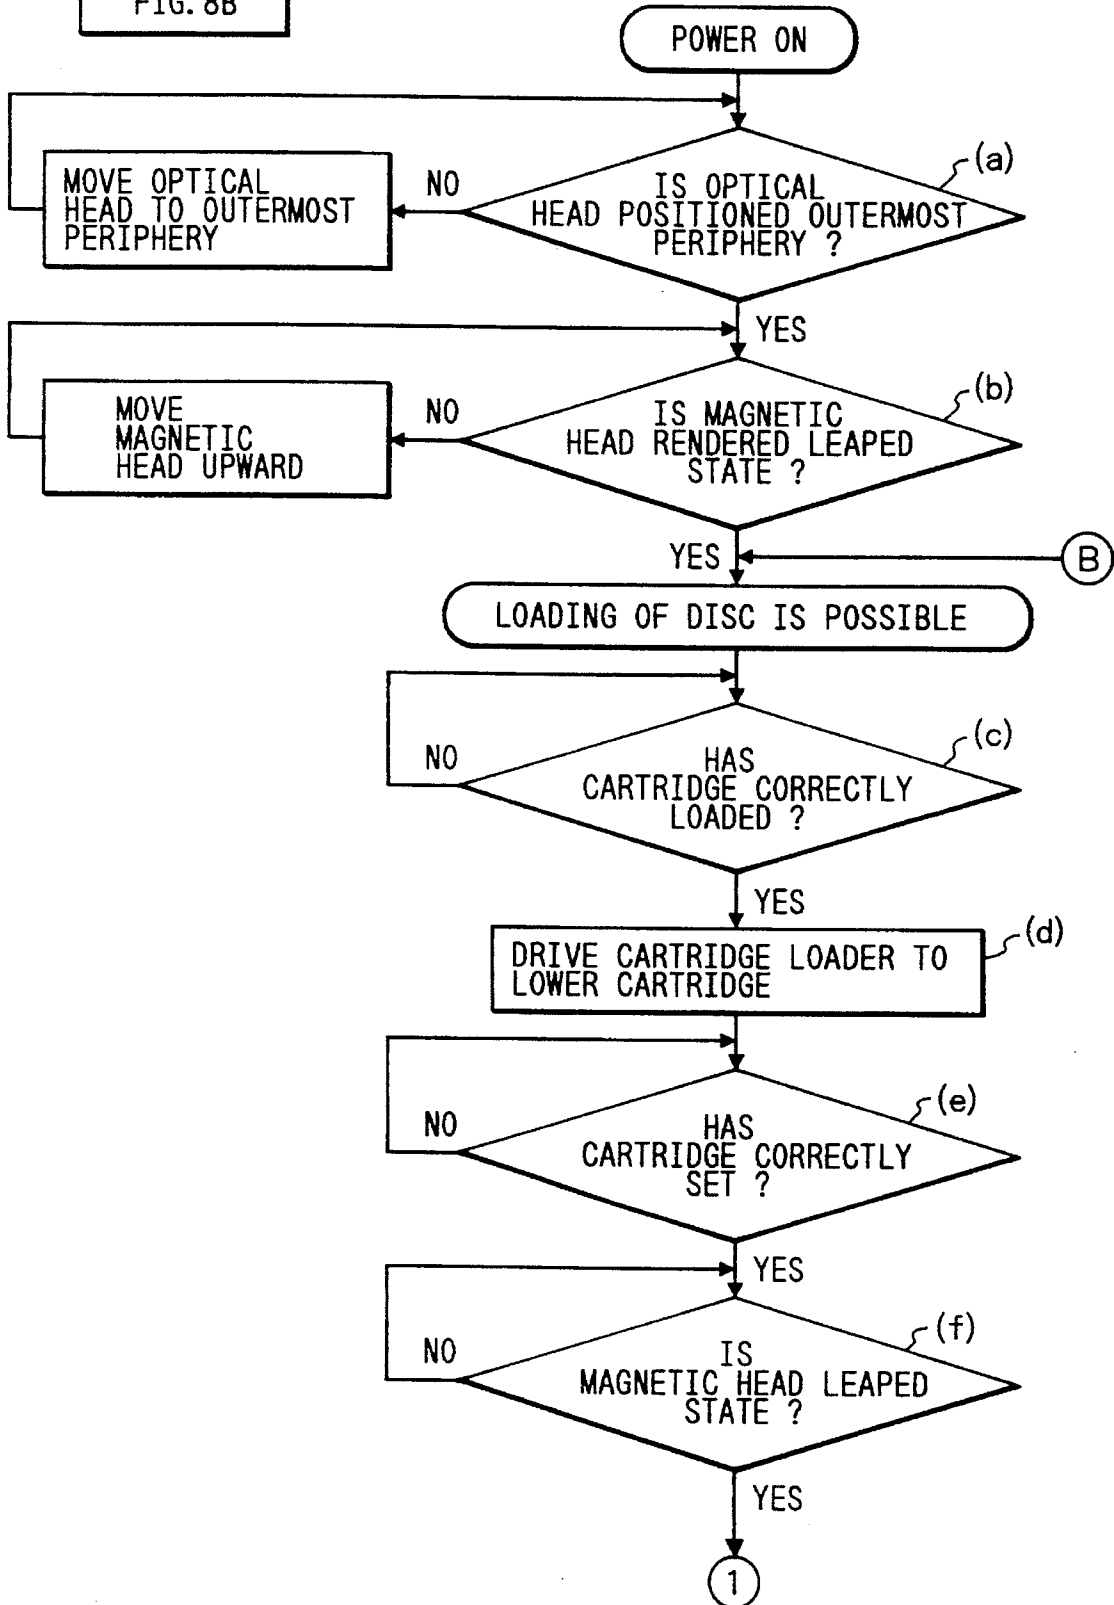 FIG. 8B
POWER ON
(a)
IS OPTICAL
HEAD POSITIONED OUTERMOST
PERIPHERY ?
NO
MOVE OPTICAL
HEAD TO OUTERMOST
PERIPHERY
YES
(b)
IS MAGNETIC
HEAD RENDERED LEAPED
STATE ?
NO
MOVE
MAGNETIC
HEAD UPWARD
YES
B
LOADING OF DISC IS POSSIBLE
(c)
HAS
CARTRIDGE CORRECTLY
LOADED ?
NO
YES
(d)
DRIVE CARTRIDGE LOADER TO
LOWER CARTRIDGE
(e)
HAS
CARTRIDGE CORRECTLY
SET ?
NO
YES
(f)
IS
MAGNETIC HEAD LEAPED
STATE ?
NO
YES
1